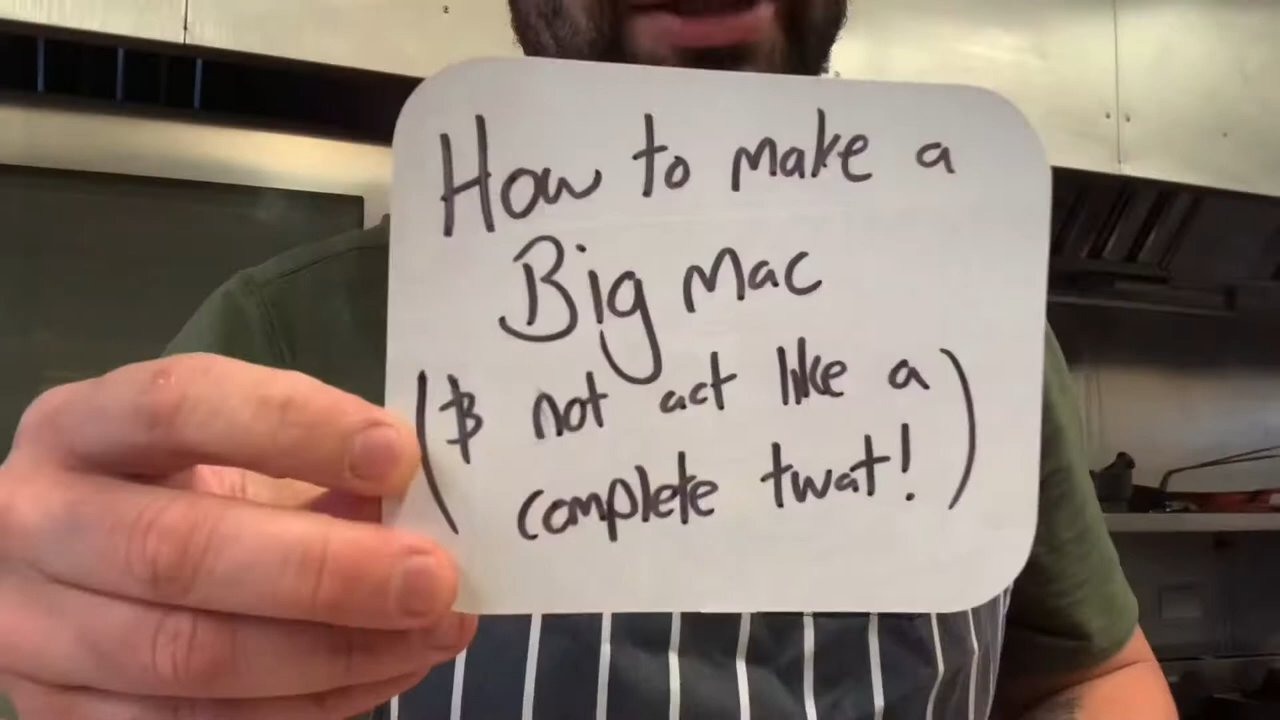 How to make a
Big Mac
(& not act like a
complete twat!)